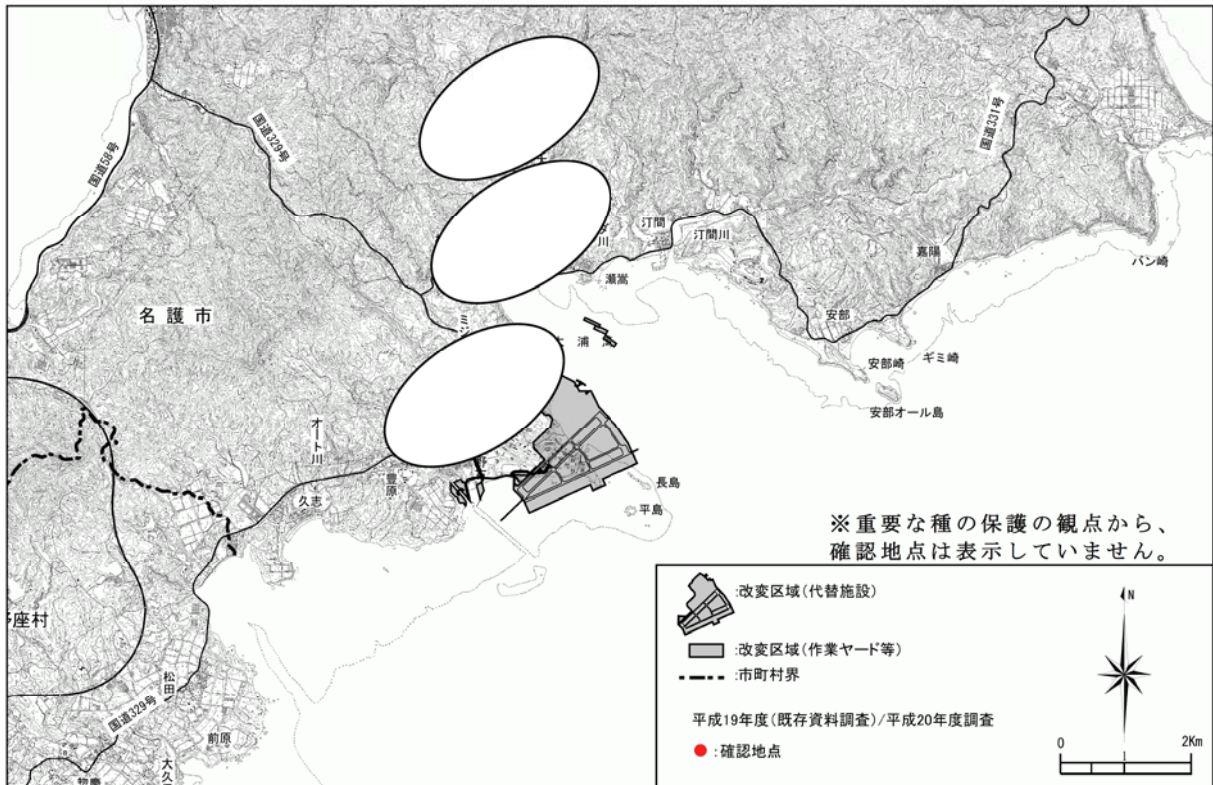 国道58号
国道329号
国道331号
汀間
汀間川
川
瀬嵩
嘉陽
バン崎
名護市
安部
安部崎
ギミ崎
安部オール島
浦
オート川
久志
豊原
長島
平島
※重要な種の保護の観点から、
確認地点は表示していません。
座村
松田
国道329号
前原
:改変区域(代替施設)
:改変区域(作業ヤード等)
:市町村界
平成19年度(既存資料調査)/平成20年度調査
:確認地点
N
0 1 2Km